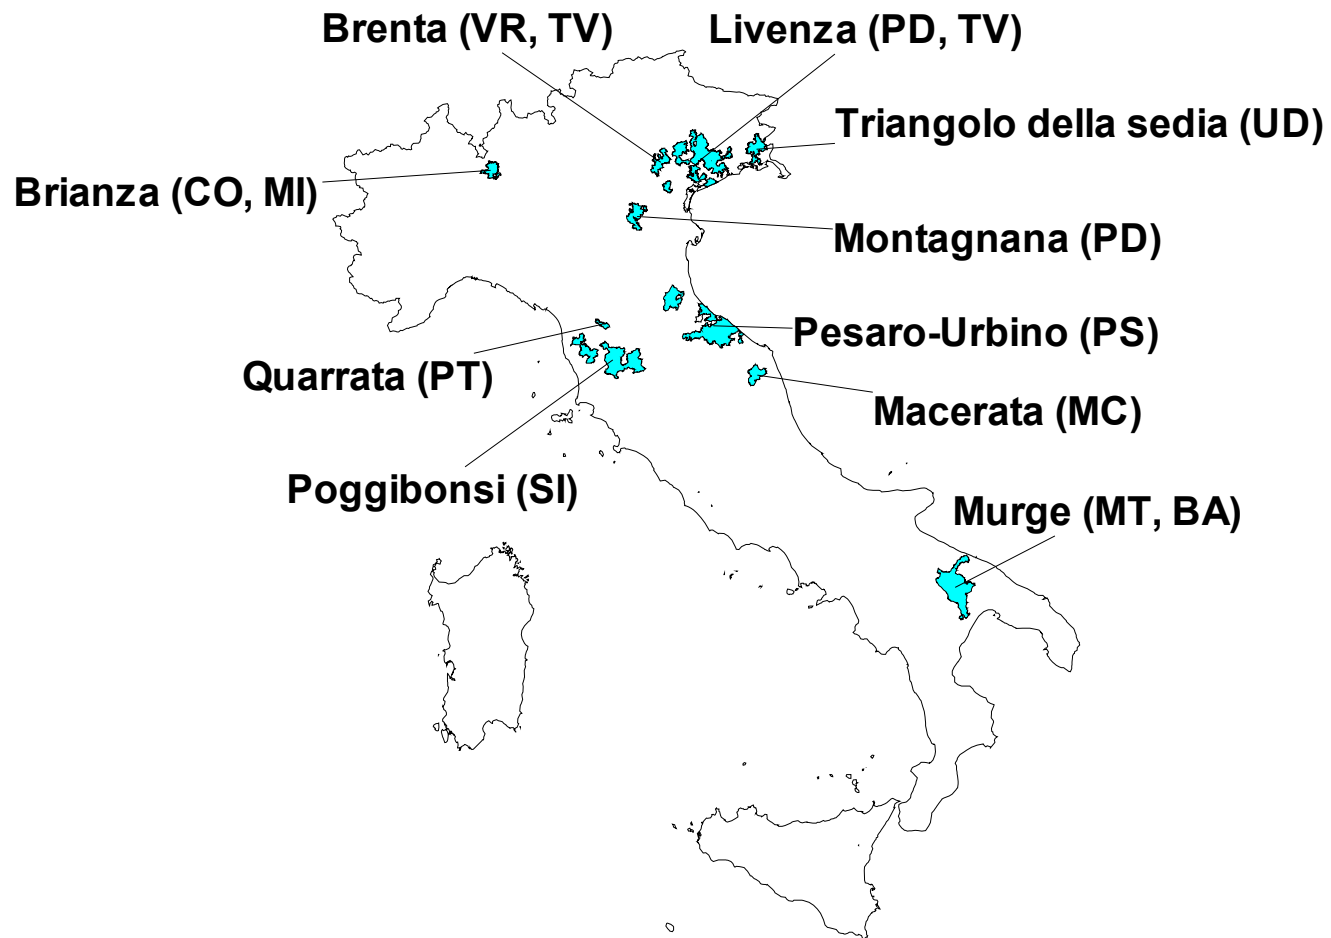 Brenta (VR, TV)
Livenza (PD, TV)
Triangolo della sedia (UD)
Brianza (CO, MI)
Montagnana (PD)
Pesaro-Urbino (PS)
Quarrata (PT)
Macerata (MC)
Poggibonsi (SI)
Murge (MT, BA)